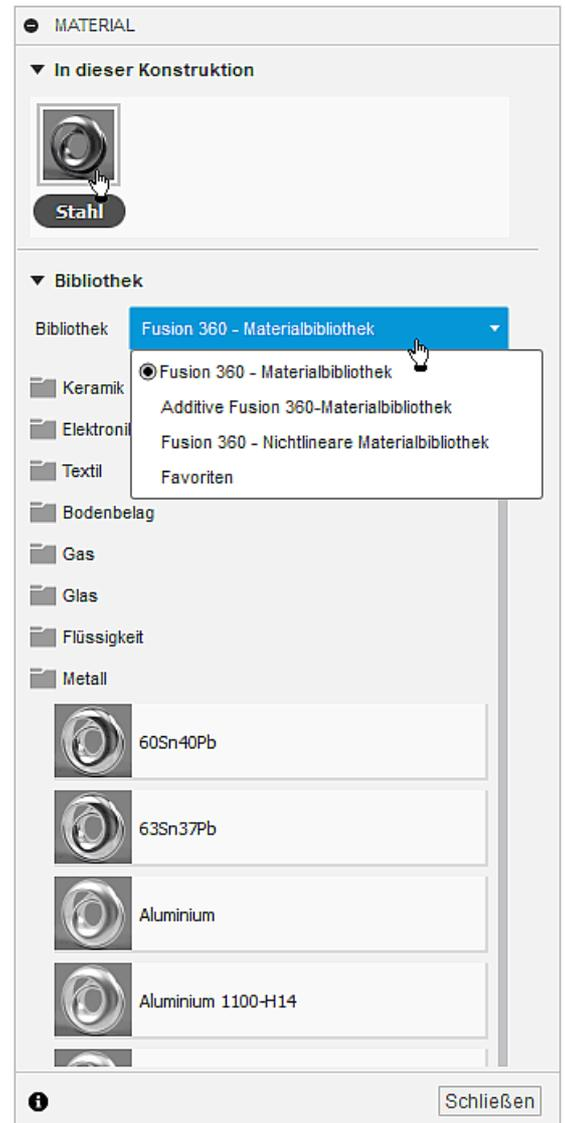 MATERIAL
In dieser Konstruktion
Stahl
Bibliothek
Bibliothek Fusion 360 - Materialbibliothek
Fusion 360 - Materialbibliothek
Keramik
Additive Fusion 360-Materialbibliothek
Fusion 360 - Nichtlineare Materialbibliothek
Textil
Favoriten
Bodenbelag
Gas
Glas
Flüssigkeit
Metall
60Sn40Pb
63Sn37Pb
Aluminium
Aluminium 1100-H14
Schließen